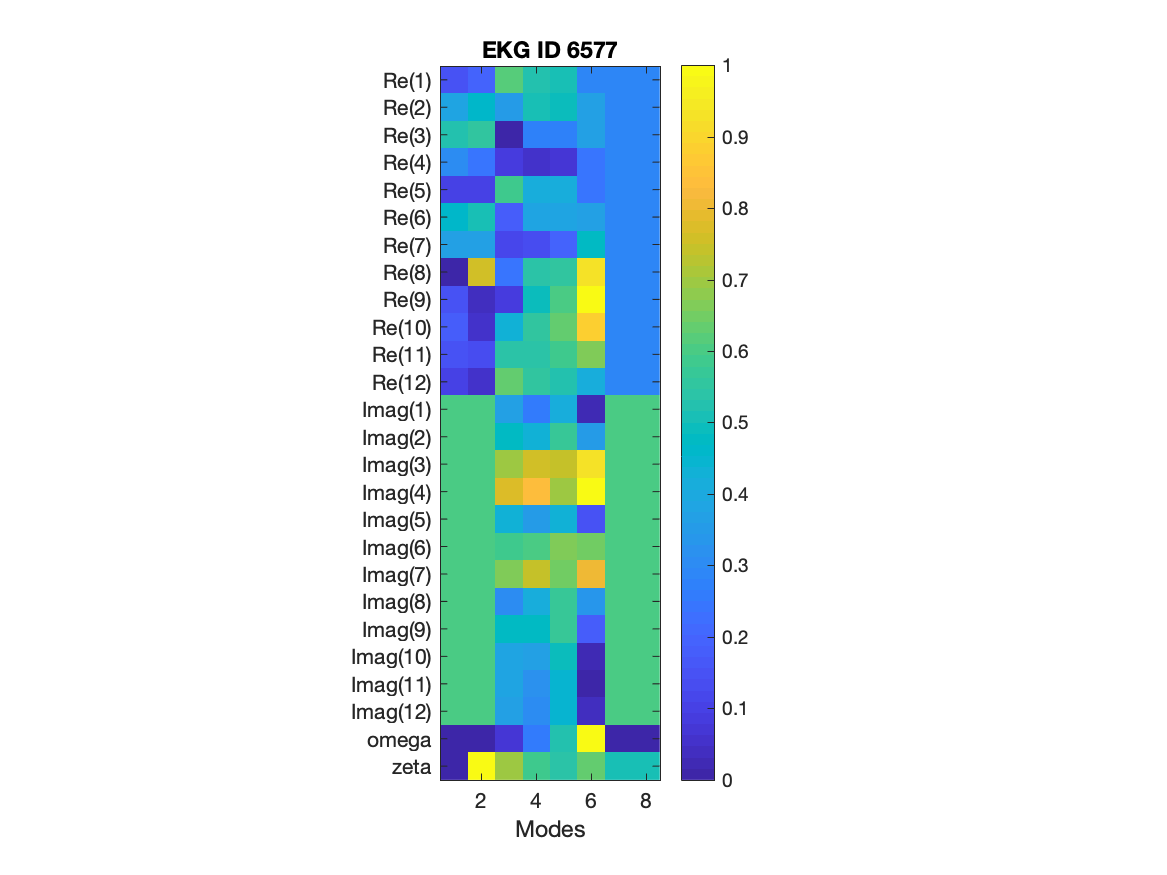 EKG ID 6577
Re(1)
Re(2)
Re(3)
Re(4)
Re(5)
Re(6)
Re(7)
Re(8)
Re(9)
Re(10)
Re(11)
Re(12)
Imag(1)
Imag(2)
Imag(3)
Imag(4)
Imag(5)
Imag(6)
Imag(7)
Imag(8)
Imag(9)
Imag(10)
Imag(11)
Imag(12)
omega
zeta
2 4 6 8
Modes
1
0.9
0.8
0.7
0.6
0.5
0.4
0.3
0.2
0.1
0